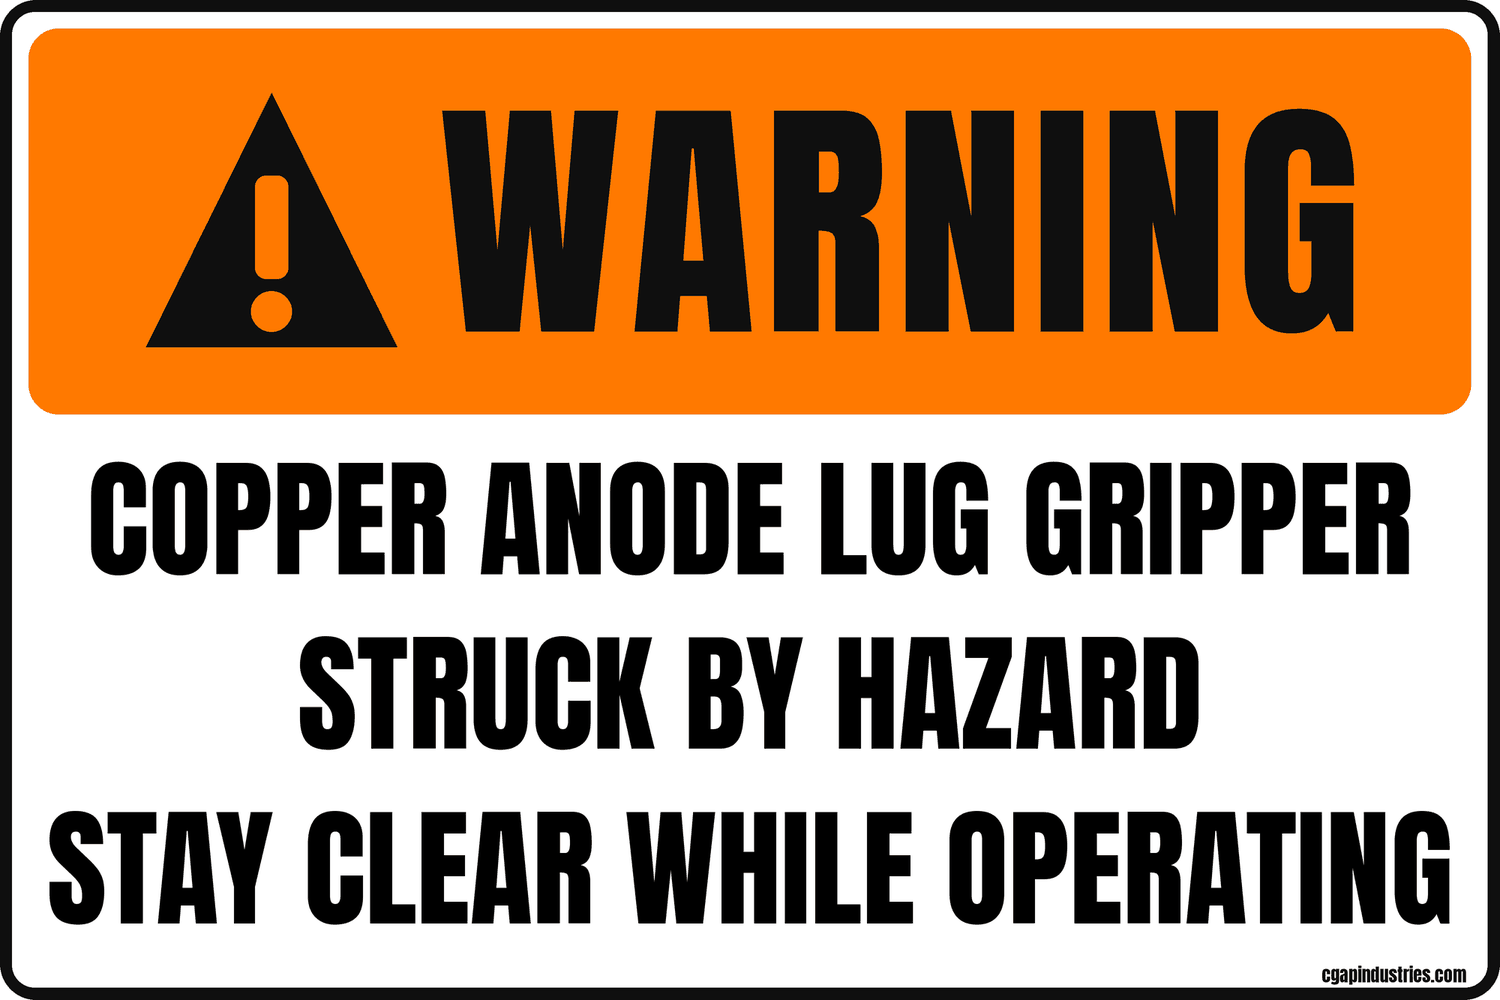 WARNING
COPPER ANODE LUG GRIPPER
STRUCK BY HAZARD
STAY CLEAR WHILE OPERATING
cgapindustries.com